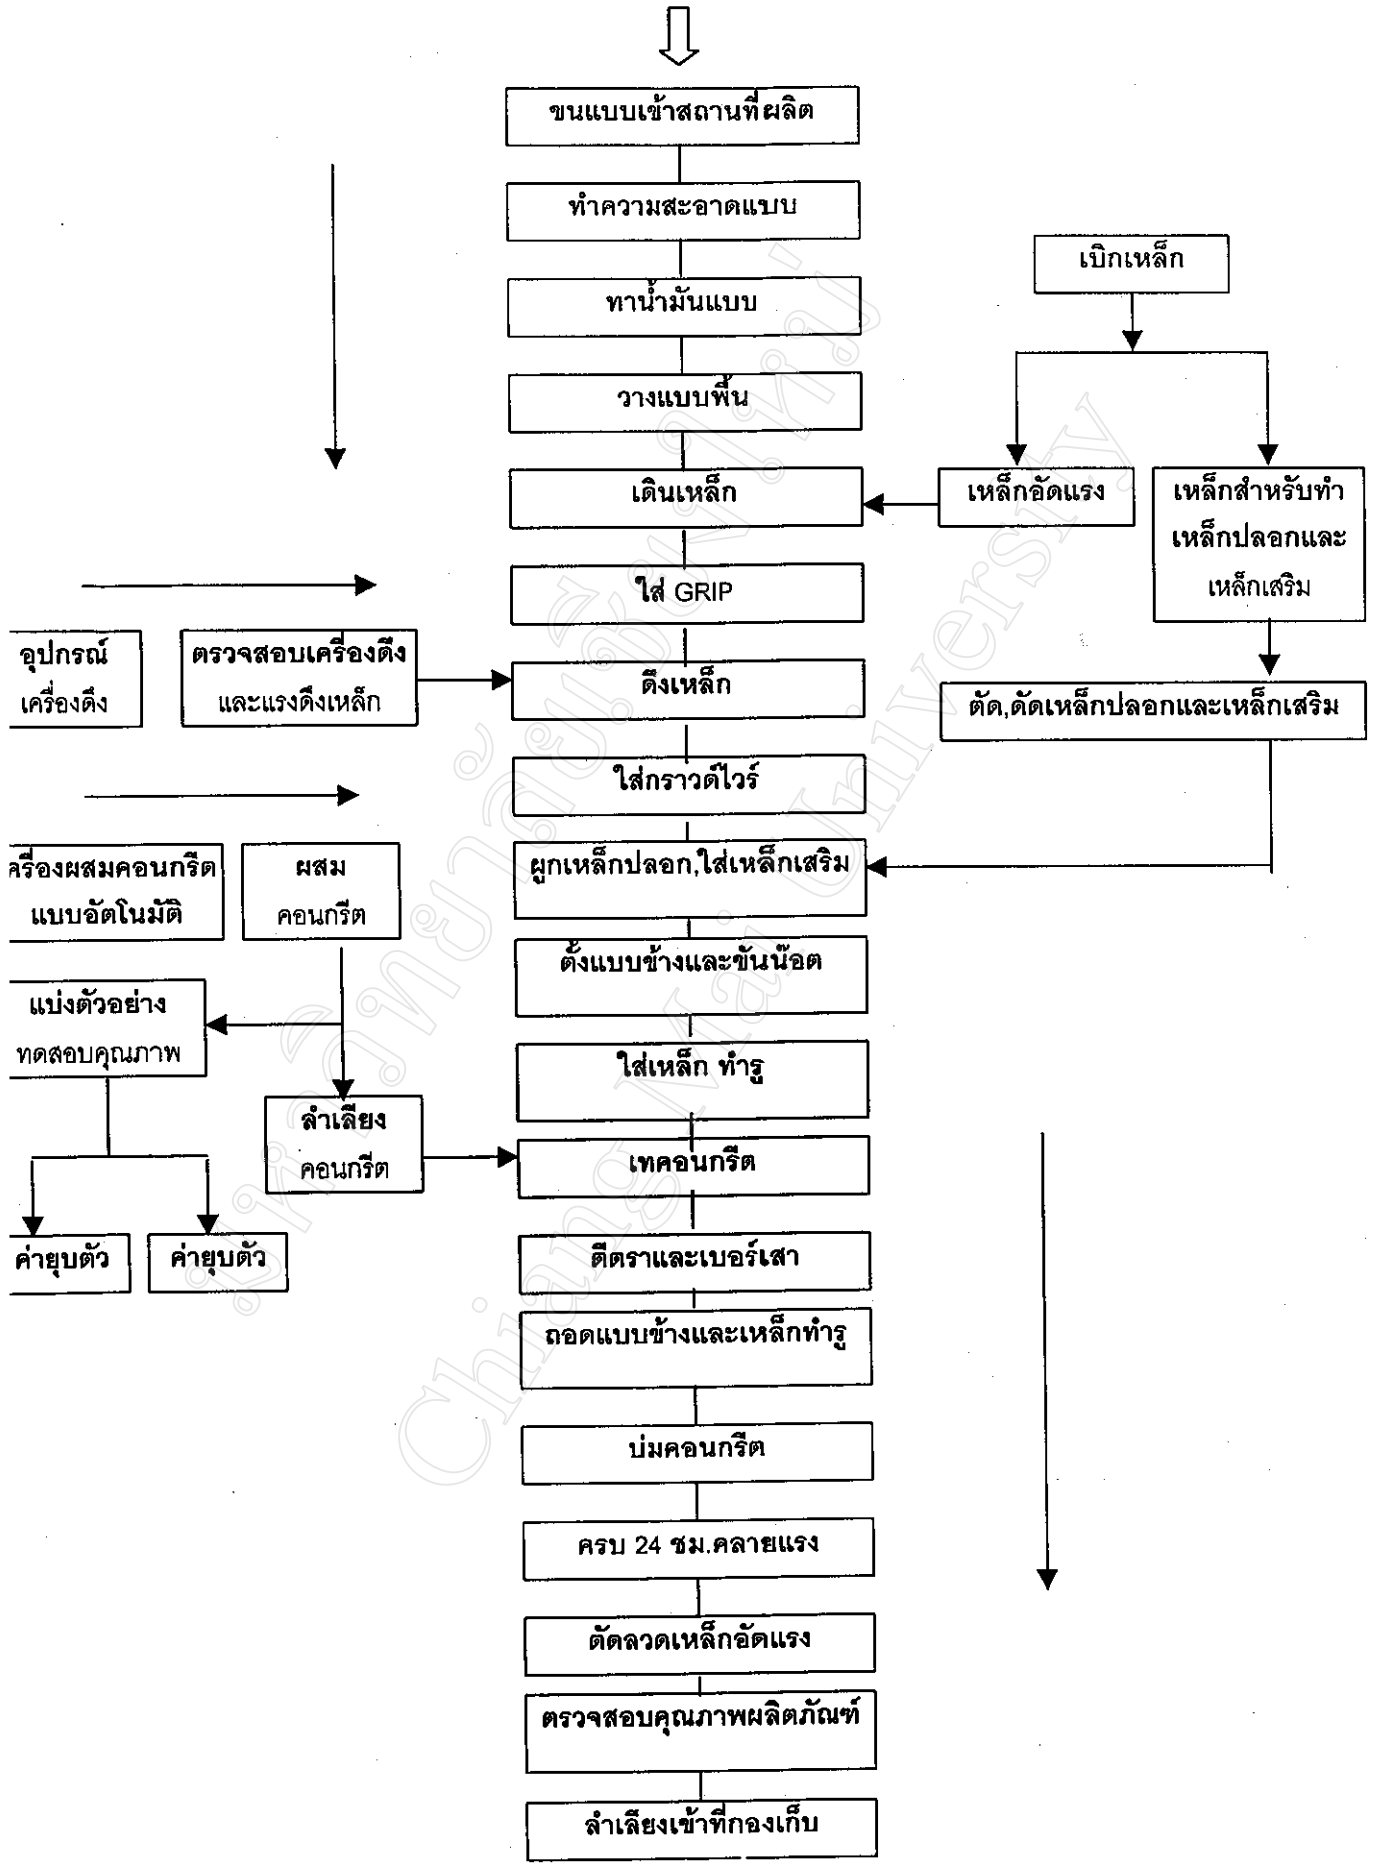 ขนแบบเข้าสถานที่ผลิต
ทำความสะอาดแบบ
เบิกเหล็ก
ทาน้ำมันแบบ
วางแบบพื้น
เดินเหล็ก
เหล็กอัดแรง
เหล็กสำหรับทำ
เหล็กปลอกและ
เหล็กเสริม
ใส่ GRIP
อุปกรณ์
เครื่องดึง
ตรวจสอบเครื่องดึง
และแรงดึงเหล็ก
ดึงเหล็ก
ตัด,ดัดเหล็กปลอกและเหล็กเสริม
ใส่กราวด์ไวร์
ครื่องผสมคอนกรีต
แบบอัตโนมัติ
ผสม
คอนกรีต
ผูกเหล็กปลอก,ใส่เหล็กเสริม
ตั้งแบบข้างและขันน๊อต
แบ่งตัวอย่าง
ทดสอบคุณภาพ
ใส่เหล็ก ทำรู
ลำเลียง
คอนกรีต
เทคอนกรีต
ค่ายุบตัว
ค่ายุบตัว
ตีตราและเบอร์เสา
ถอดแบบข้างและเหล็กทำรู
บ่มคอนกรีต
ครบ 24 ชม.คลายแรง
ตัดลวดเหล็กอัดแรง
ตรวจสอบคุณภาพผลิตภัณฑ์
ลำเลียงเข้าที่กองเก็บ
มหาวิทยาลัยเชียงใหม่
Chiang Mai University